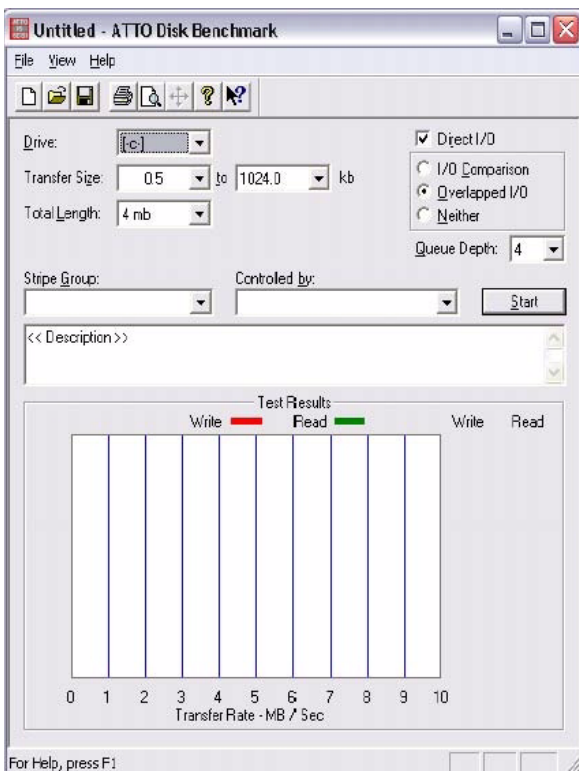 Untitled - ATTO Disk Benchmark
File View Help
Drive: [-c-] Direct I/O
Transfer Size: 0.5 to 1024.0 kb I/O Comparison
Overlapped I/O
Total Length: 4 mb Neither
Queue Depth: 4
Stripe Group: Controlled by:
Start
<< Description >>
Test Results
Write Read Write Read
0 1 2 3 4 5 6 7 8 9 10
Transfer Rate - MB / Sec
For Help, press F1